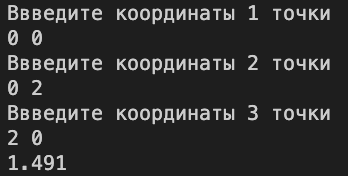 Ввведите координаты 1 точки
0 0
Ввведите координаты 2 точки
0 2
Ввведите координаты 3 точки
2 0
1.491